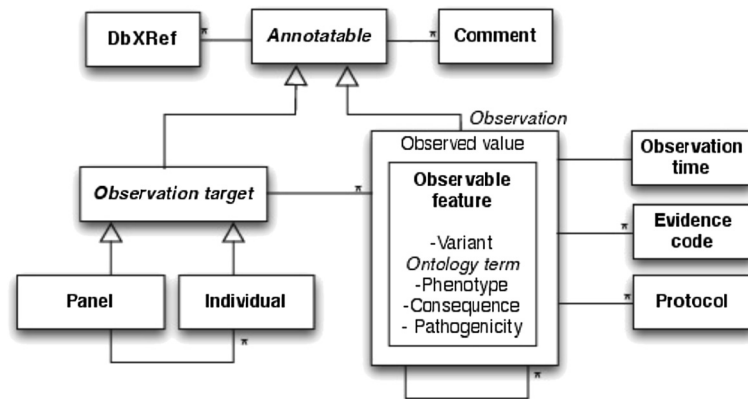 DbXRef
*
Annotatable
*
Comment
Observation
Observed value
Observable
feature
-Variant
Ontology term
-Phenotype
-Consequence
- Pathogenicity
Observation target
*
Observation
time
*
Evidence
code
*
Protocol
Panel
Individual
*
*